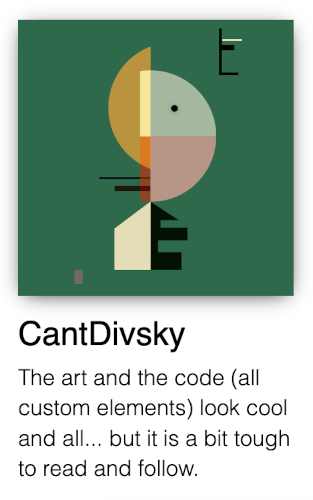 CantDivsky
The art and the code (all
custom elements) look cool
and all... but it is a bit tough
to read and follow.